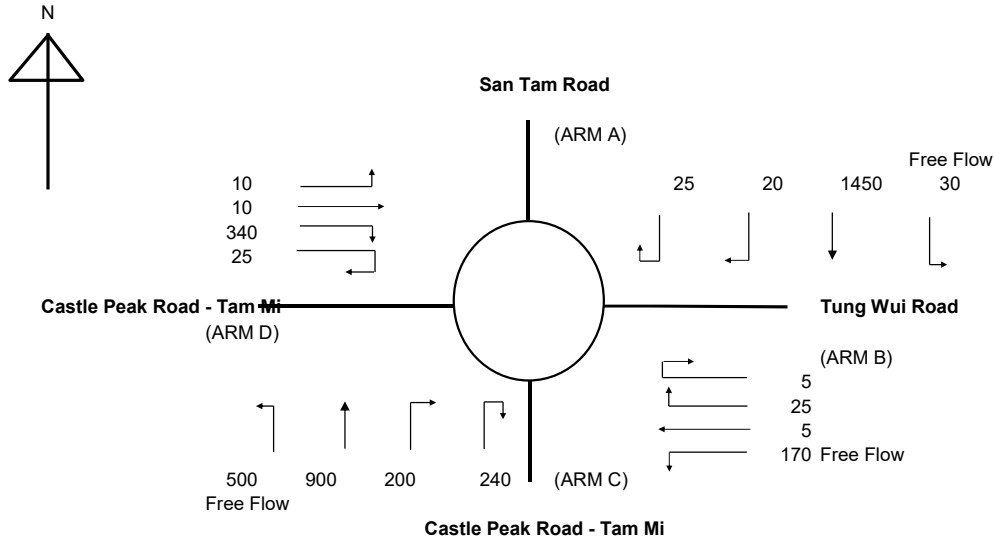 N
San Tam Road
(ARM A)
Free Flow
25 20 1450 30
10
10
340
25
Castle Peak Road - Tam Mi
(ARM D)
Tung Wui Road
(ARM B)
5
25
5
170 Free Flow
500 900 200 240
Free Flow
(ARM C)
Castle Peak Road - Tam Mi